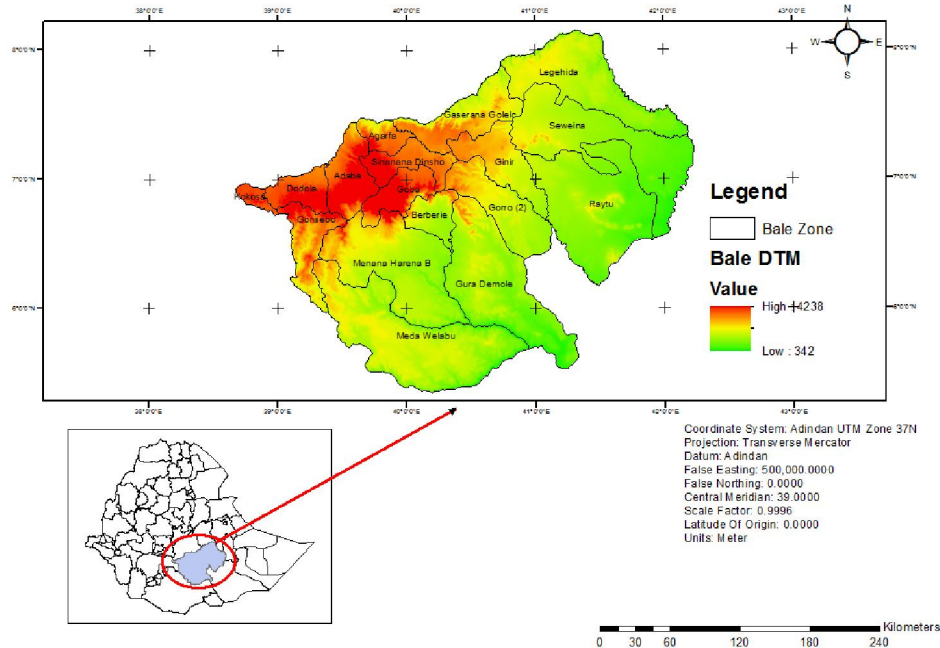 38°0'0"E 39°0'0"E 40°0'0"E 41°0'0"E 42°0'0"E 43°0'0"E
N
W E
S
8°0'0"N 8°0'0"N
Legehida
Gaserana Golelc
Seweina
Agarfa
Sinanana Dinsho
Ginir
7°0'0"N Adaba 7°0'0"N
Kokosa Dodola Goba
Raytu
Gorro (2)
Berberie
Gonsebo
Menana Harena B
Gura Demole
6°0'0"N 6°0'0"N
Meda Welabu
38°0'0"E 39°0'0"E 40°0'0"E 41°0'0"E 42°0'0"E 43°0'0"E
Legend
Bale Zone
Bale DTM
Value
High : 4238
Low : 342
Coordinate System: Adindan UTM Zone 37N
Projection: Transverse Mercator
Datum: Adindan
False Easting: 500,000.0000
False Northing: 0.0000
Central Meridian: 39.0000
Scale Factor: 0.9996
Latitude Of Origin: 0.0000
Units: Meter
Kilometers
0 30 60 120 180 240